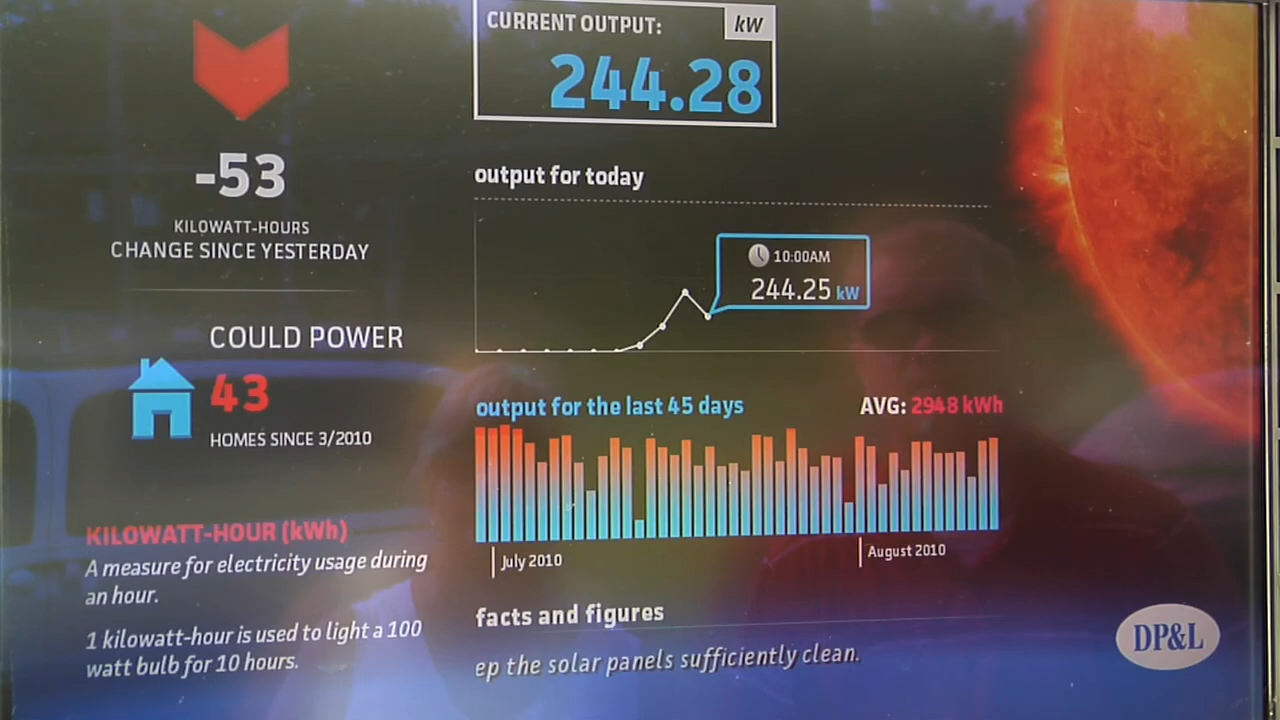 -53
KILOWATT-HOURS
CHANGE SINCE YESTERDAY
COULD POWER
43
HOMES SINCE 3/2010
KILOWATT-HOUR (kWh)
A measure for electricity usage during
an hour.
1 kilowatt-hour is used to light a 100
watt bulb for 10 hours.
CURRENT OUTPUT: kW
244.28
output for today
10:00AM
244.25 kW
output for the last 45 days AVG: 2948 kWh
July 2010 August 2010
facts and figures
ep the solar panels sufficiently clean.
DP&L